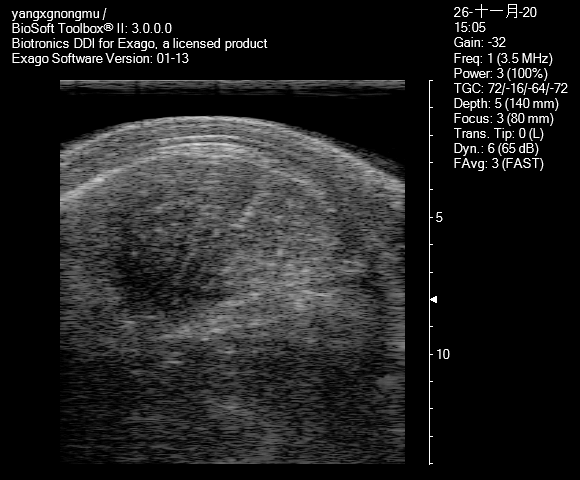 yangxgnongmu /
BioSoft Toolbox® II: 3.0.0.0
Biotronics DDI for Exago, a licensed product
Exago Software Version: 01-13
26-十一月-20
15:05
Gain: -32
Freq: 1 (3.5 MHz)
Power: 3 (100%)
TGC: 72/-16/-64/-72
Depth: 5 (140 mm)
Focus: 3 (80 mm)
Trans. Tip: 0 (L)
Dyn.: 6 (65 dB)
FAvg: 3 (FAST)
5
10